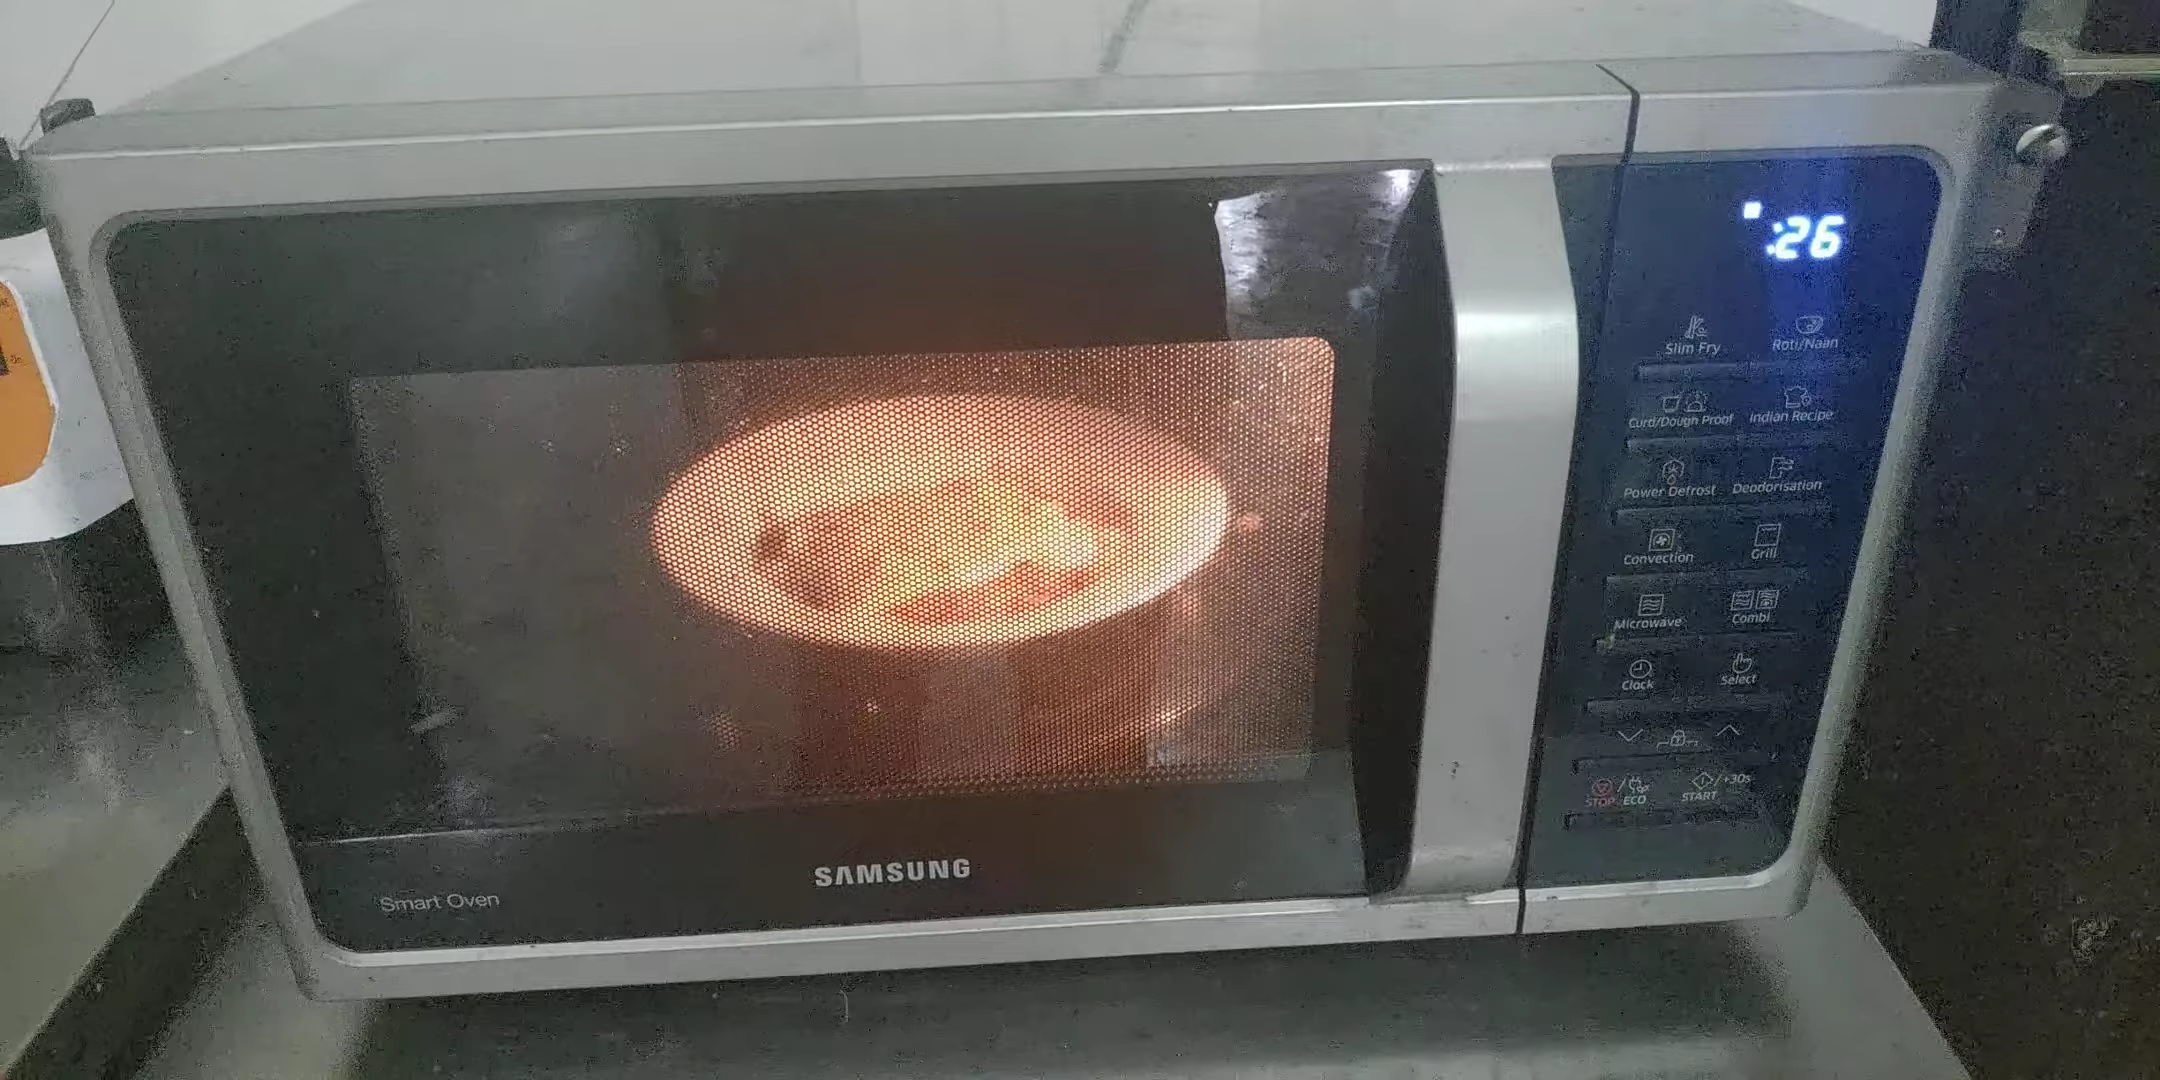 :26
Slim Fry
Roti/Naan
Curd/Dough Proof
Indian Recipe
Power Defrost
Deodorisation
Convection
Grill
Microwave
Combi
Clock
Select
STOP / ECO
START /+30s
SAMSUNG
Smart Oven